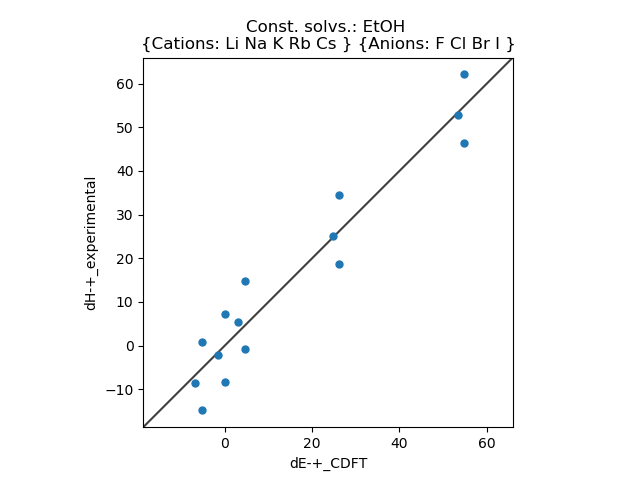 Const. solvs.: EtOH
{Cations: Li Na K Rb Cs } {Anions: F Cl Br I }
60
50
40
30
20
10
0
−10
dH-+_experimental
0 20 40 60
dE-+_CDFT